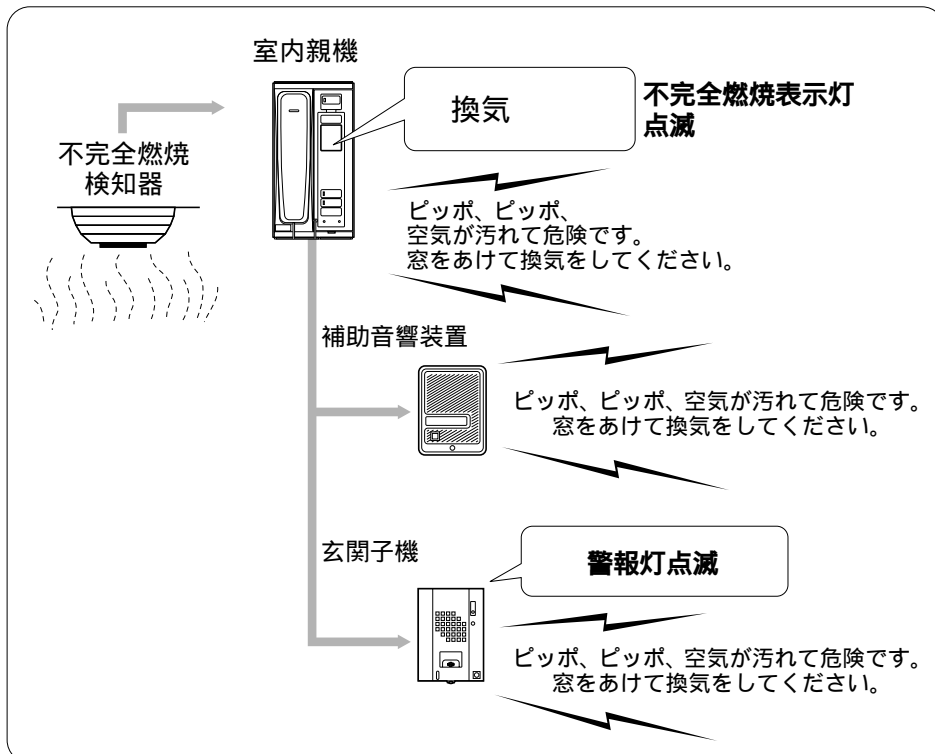 室内親機
換気
不完全燃焼表示灯
点滅
不完全燃焼
検知器
ピッポ、ピッポ、
空気が汚れて危険です。
窓をあけて換気をしてください。
補助音響装置
ピッポ、ピッポ、空気が汚れて危険です。
窓をあけて換気をしてください。
玄関子機
警報灯点滅
ピッポ、ピッポ、空気が汚れて危険です。
窓をあけて換気をしてください。